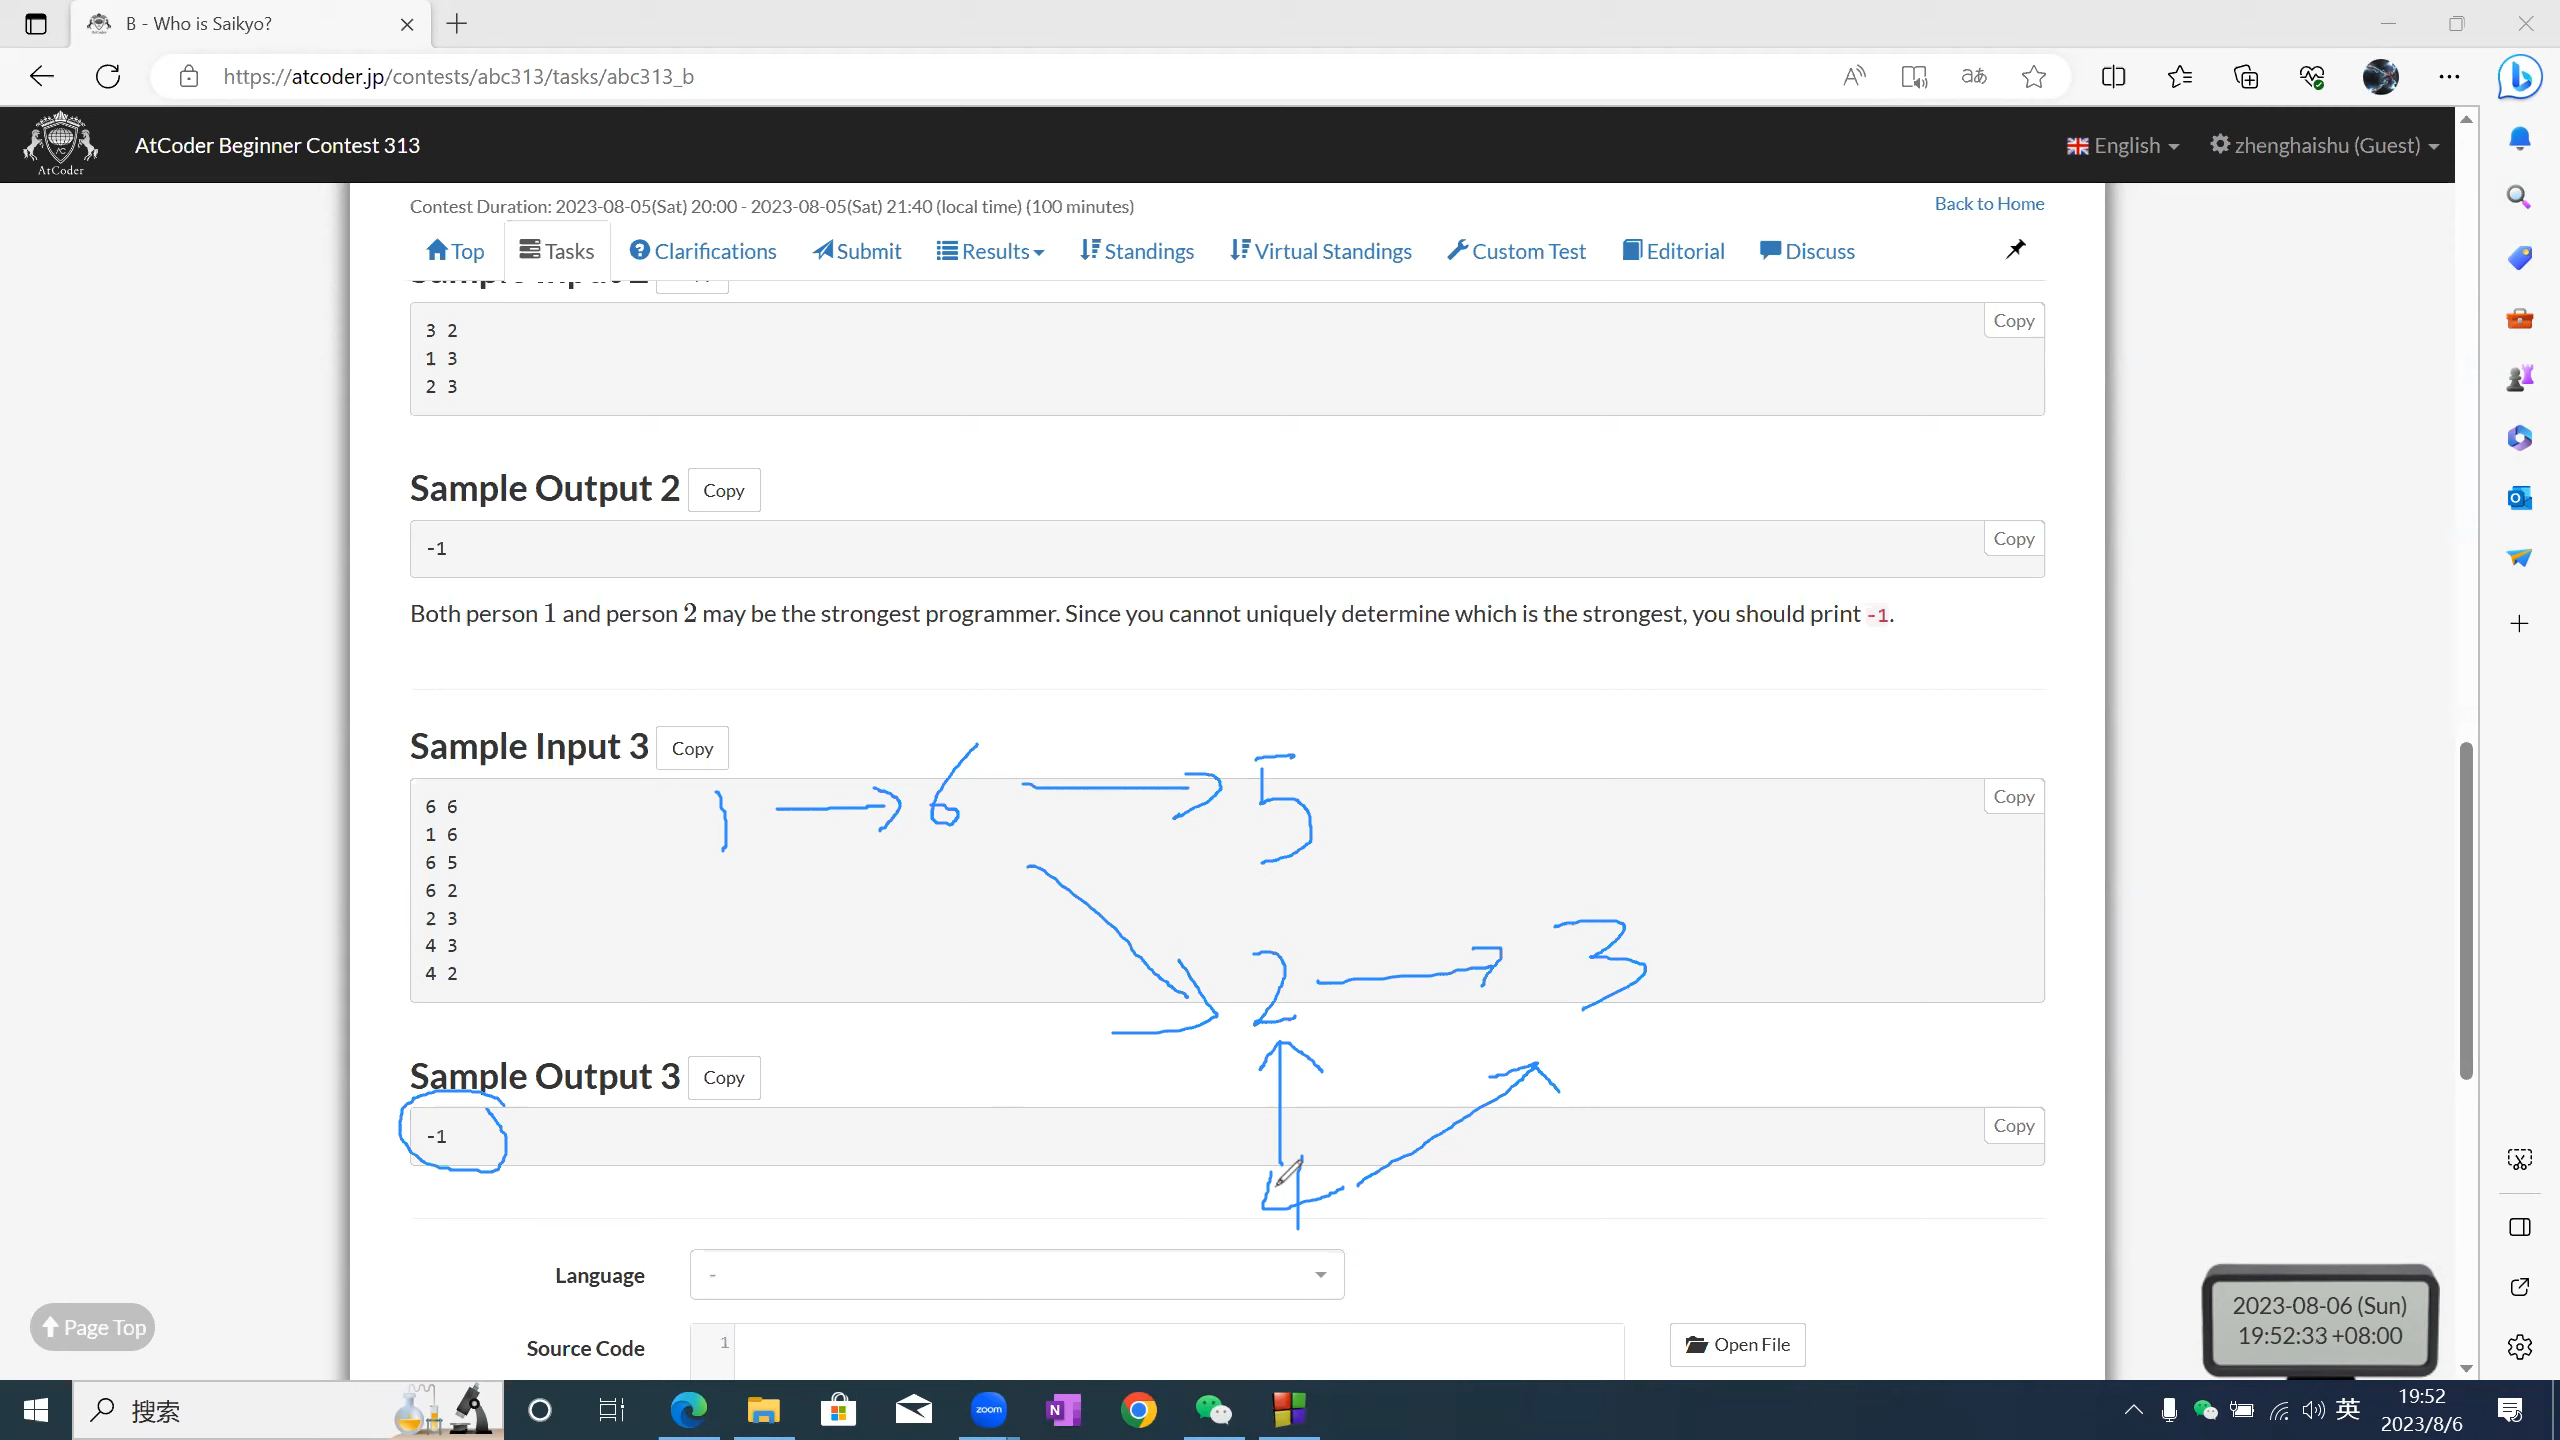 B - Who is Saikyo?
https://atcoder.jp/contests/abc313/tasks/abc313_b
AtCoder
AtCoder Beginner Contest 313
English
zhenghaishu (Guest)
Contest Duration: 2023-08-05(Sat) 20:00 - 2023-08-05(Sat) 21:40 (local time) (100 minutes)
Back to Home
Top Tasks Clarifications Submit Results Standings Virtual Standings Custom Test Editorial Discuss
3 2
1 3
2 3
Copy
Sample Output 2 Copy
-1
Copy
Both person 1 and person 2 may be the strongest programmer. Since you cannot uniquely determine which is the strongest, you should print -1.
Sample Input 3 Copy
6 6
1 6
6 5
6 2
2 3
4 3
4 2
Copy
1 6 5
2 3
4
Sample Output 3 Copy
-1
Copy
Language
-
Source Code
1
Open File
Page Top
2023-08-06 (Sun)
19:52:33 +08:00
搜索
zoom
英
19:52
2023/8/6